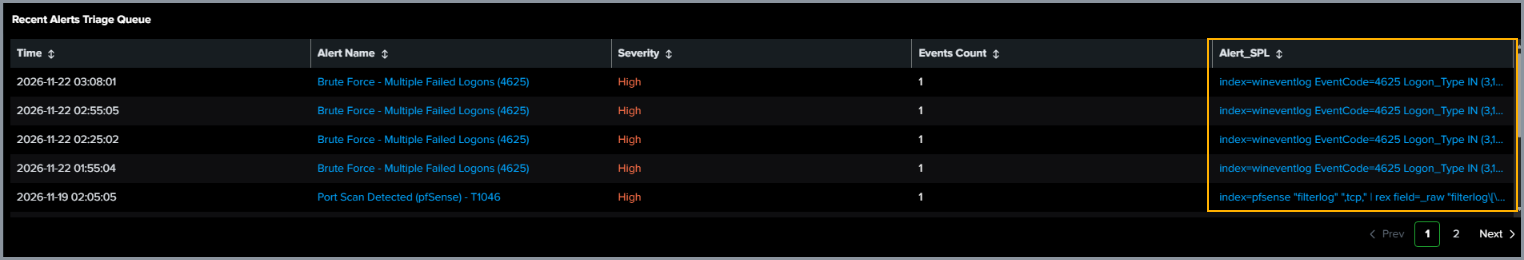 Recent Alerts Triage Queue
Time Alert Name Severity Events Count Alert_SPL
2026-11-22 03:08:01 Brute Force - Multiple Failed Logons (4625) High 1 index=wineventlog EventCode=4625 Logon_Type IN (3,1...
2026-11-22 02:55:05 Brute Force - Multiple Failed Logons (4625) High 1 index=wineventlog EventCode=4625 Logon_Type IN (3,1...
2026-11-22 02:25:02 Brute Force - Multiple Failed Logons (4625) High 1 index=wineventlog EventCode=4625 Logon_Type IN (3,1...
2026-11-22 01:55:04 Brute Force - Multiple Failed Logons (4625) High 1 index=wineventlog EventCode=4625 Logon_Type IN (3,1...
2026-11-19 02:05:05 Port Scan Detected (pfSense) - T1046 High 1 index=pfsense "filterlog" ",tcp," | rex field=_raw "filterlog\[\...
Prev 1 2 Next